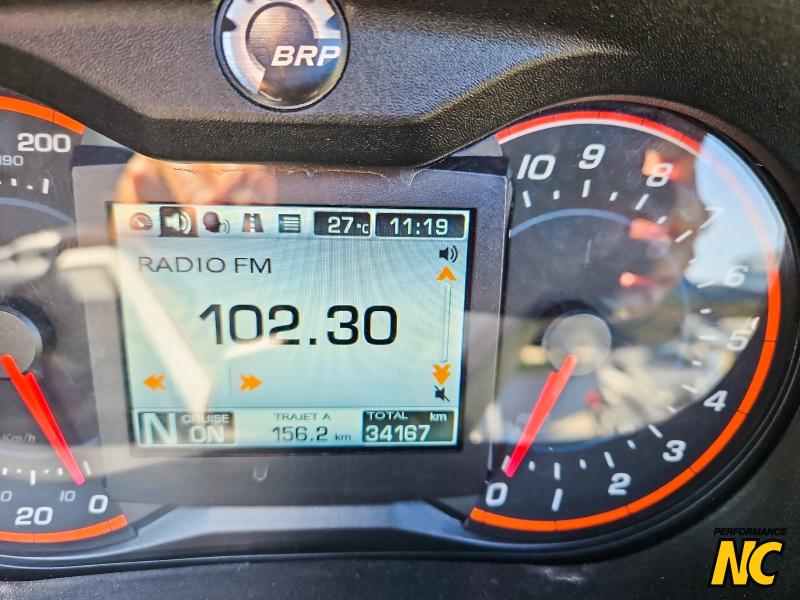 BRP
200
190
27°C 11:19
RADIO FM
102.30
N CRUISE ON
TRAJET A
156.2 km
TOTAL km
34167
Km/h
0 10 0
20
10 9 8 7 6 5 4 3 2 1 0
PERFORMANCE
NC